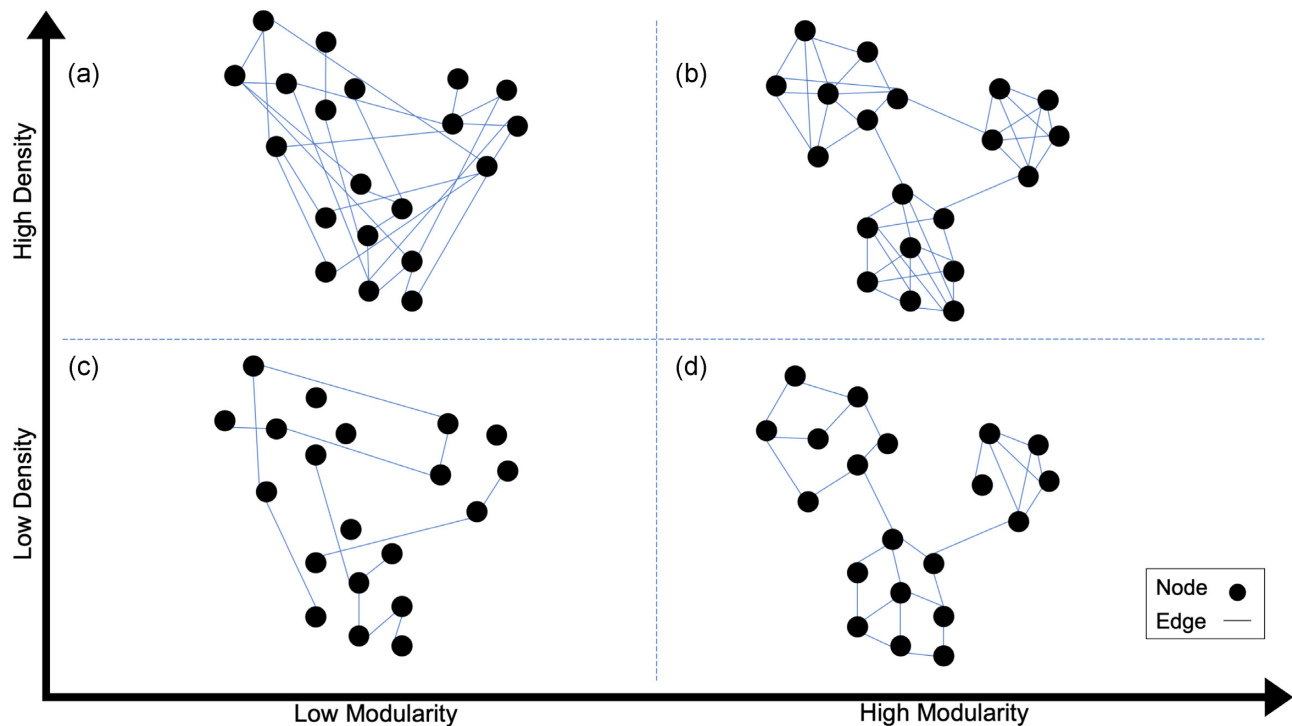 (a)
(b)
High Density
(c)
(d)
Low Density
Node
Edge
Low Modularity
High Modularity